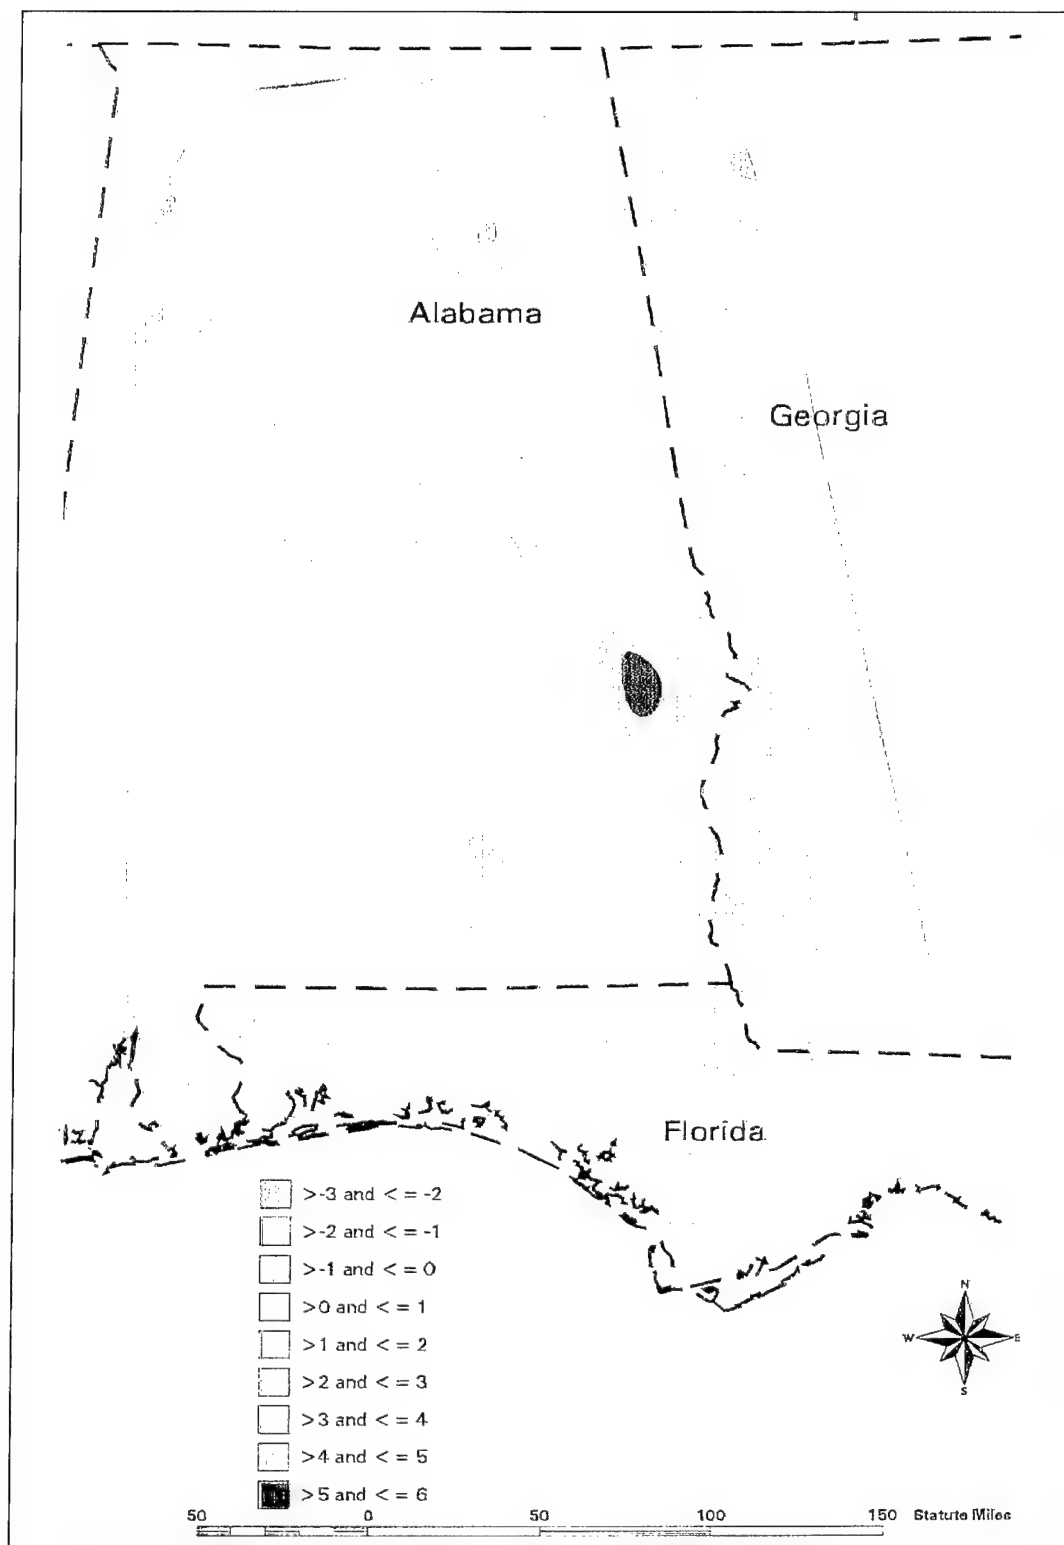 Alabama
Georgia
Florida
>-3 and <= -2
>-2 and <= -1
>-1 and <= 0
>0 and <= 1
>1 and <= 2
>2 and <= 3
>3 and <= 4
>4 and <= 5
>5 and <= 6
N
W E
S
50 0 50 100 150 Statute Miles